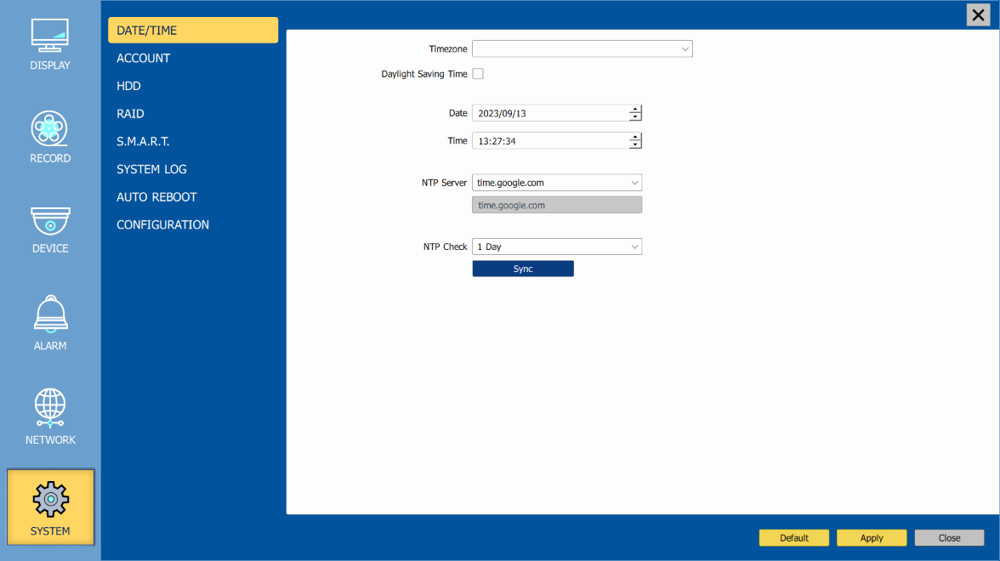 DISPLAY
RECORD
DEVICE
ALARM
NETWORK
SYSTEM
DATE/TIME
ACCOUNT
HDD
RAID
S.M.A.R.T.
SYSTEM LOG
AUTO REBOOT
CONFIGURATION
Timezone
Daylight Saving Time
Date 2023/09/13
Time 13:27:34
NTP Server time.google.com
time.google.com
NTP Check 1 Day
Sync
Default Apply Close